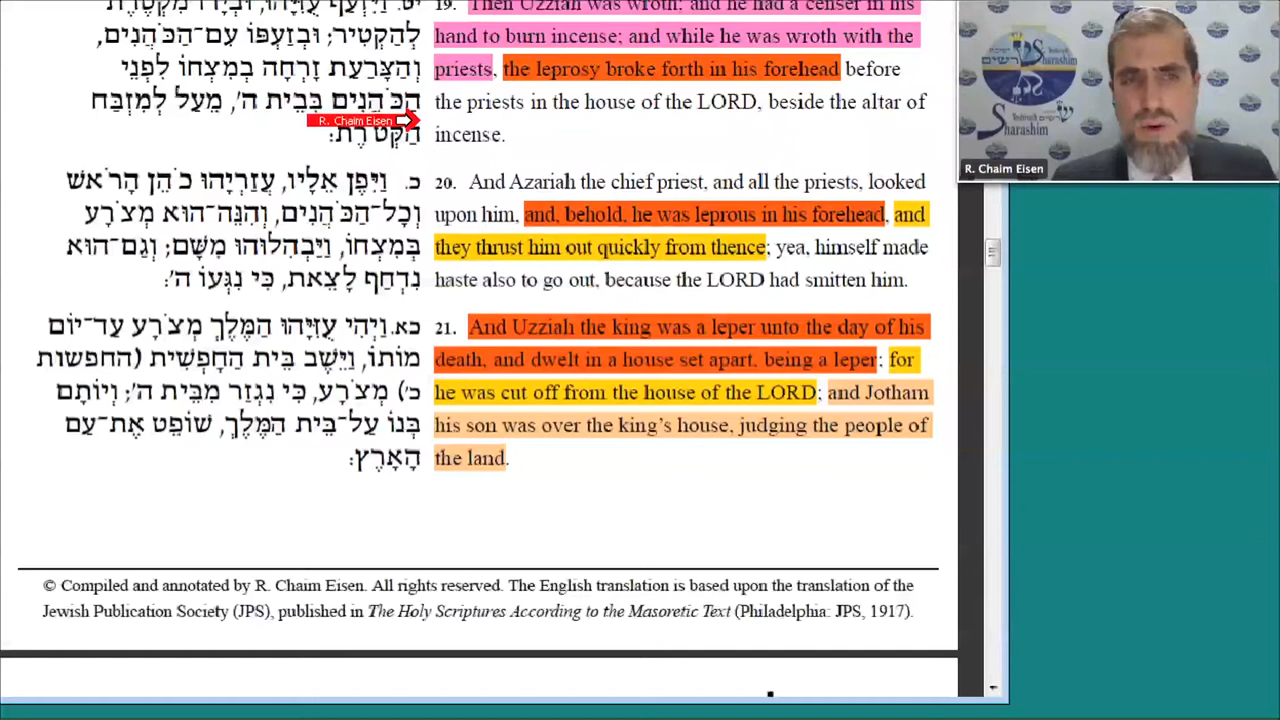 יט. וַיִּזְעַף עֻזִּיָּהוּ, וּבְיָדוֹ מִקְטֶרֶת
לְהַקְטִיר; וּבְזַעְפּוֹ עִם־הַכֹּהֲנִים,
וְהַצָּרַעַת זָרְחָה בְמִצְחוֹ לִפְנֵי
הַכֹּהֲנִים בְּבֵית ה', מֵעַל לְמִזְבַּח
הַקְּטֹרֶת:
כ. וַיִּפֶן אֵלָיו, עֲזַרְיָהוּ כֹהֵן הָרֹאשׁ
וְכָל־הַכֹּהֲנִים, וְהִנֵּה־הוּא מְצֹרָע
בְּמִצְחוֹ, וַיַּבְהִלוּהוּ מִשָּׁם; וְגַם־הוּא
נִדְחַף לָצֵאת, כִּי נִגְּעוֹ ה':
כא. וַיְהִי עֻזִּיָּהוּ הַמֶּלֶךְ מְצֹרָע עַד־יוֹם
מוֹתוֹ, וַיֵּשֶׁב בֵּית הַחָפְשִׁית (החפשות
כ') מְצֹרָע, כִּי נִגְזַר מִבֵּית ה'; וְיוֹתָם
בְּנוֹ עַל־בֵּית הַמֶּלֶךְ, שׁוֹפֵט אֶת־עַם
הָאָרֶץ:
19. Then Uzziah was wroth; and he had a censer in his
hand to burn incense; and while he was wroth with the
priests, the leprosy broke forth in his forehead before
the priests in the house of the LORD, beside the altar of
incense.
20. And Azariah the chief priest, and all the priests, looked
upon him, and, behold, he was leprous in his forehead, and
they thrust him out quickly from thence; yea, himself made
haste also to go out, because the LORD had smitten him.
21. And Uzziah the king was a leper unto the day of his
death, and dwelt in a house set apart, being a leper; for
he was cut off from the house of the LORD; and Jotham
his son was over the king's house, judging the people of
the land.
© Compiled and annotated by R. Chaim Eisen. All rights reserved. The English translation is based upon the translation of the
Jewish Publication Society (JPS), published in The Holy Scriptures According to the Masoretic Text (Philadelphia: JPS, 1917).
R. Chaim Eisen
R. Chaim Eisen
Yeshivath
Sharashim
Yeshivath
Sharashim
שרשים